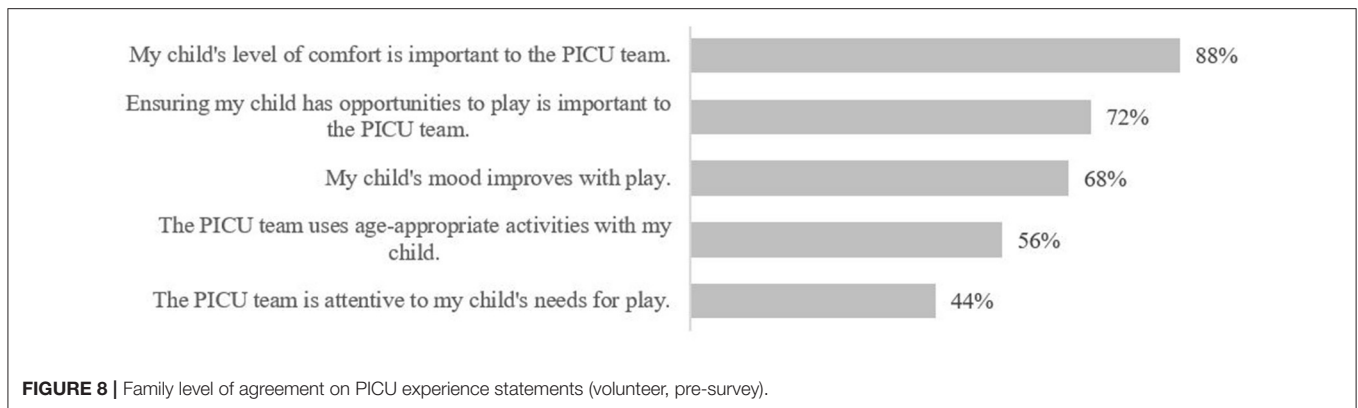 My child's level of comfort is important to the PICU team.
88%
Ensuring my child has opportunities to play is important to
the PICU team.
72%
My child's mood improves with play.
68%
The PICU team uses age-appropriate activities with my
child.
56%
The PICU team is attentive to my child's needs for play.
44%
FIGURE 8 | Family level of agreement on PICU experience statements (volunteer, pre-survey).